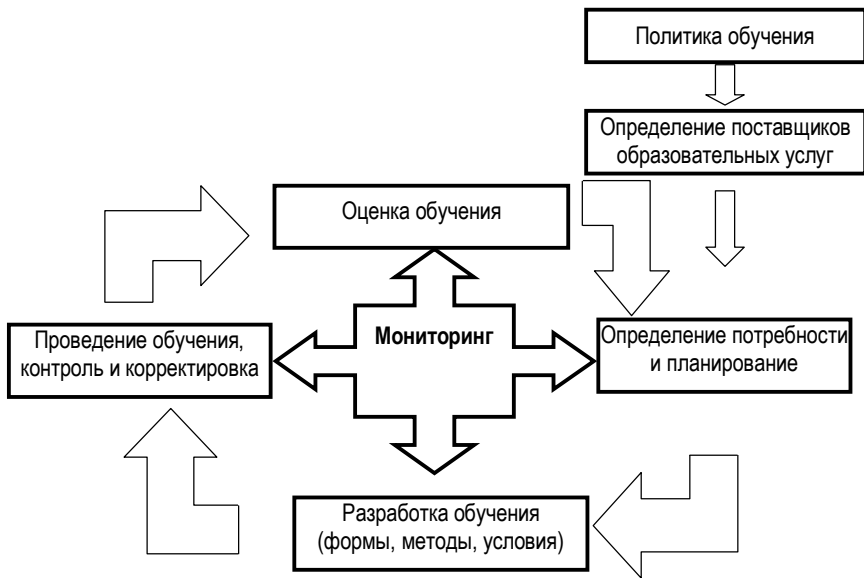 Политика обучения
Определение поставщиков
образовательных услуг
Оценка обучения
Проведение обучения,
контроль и корректировка
Мониторинг
Определение потребности
и планирование
Разработка обучения
(формы, методы, условия)